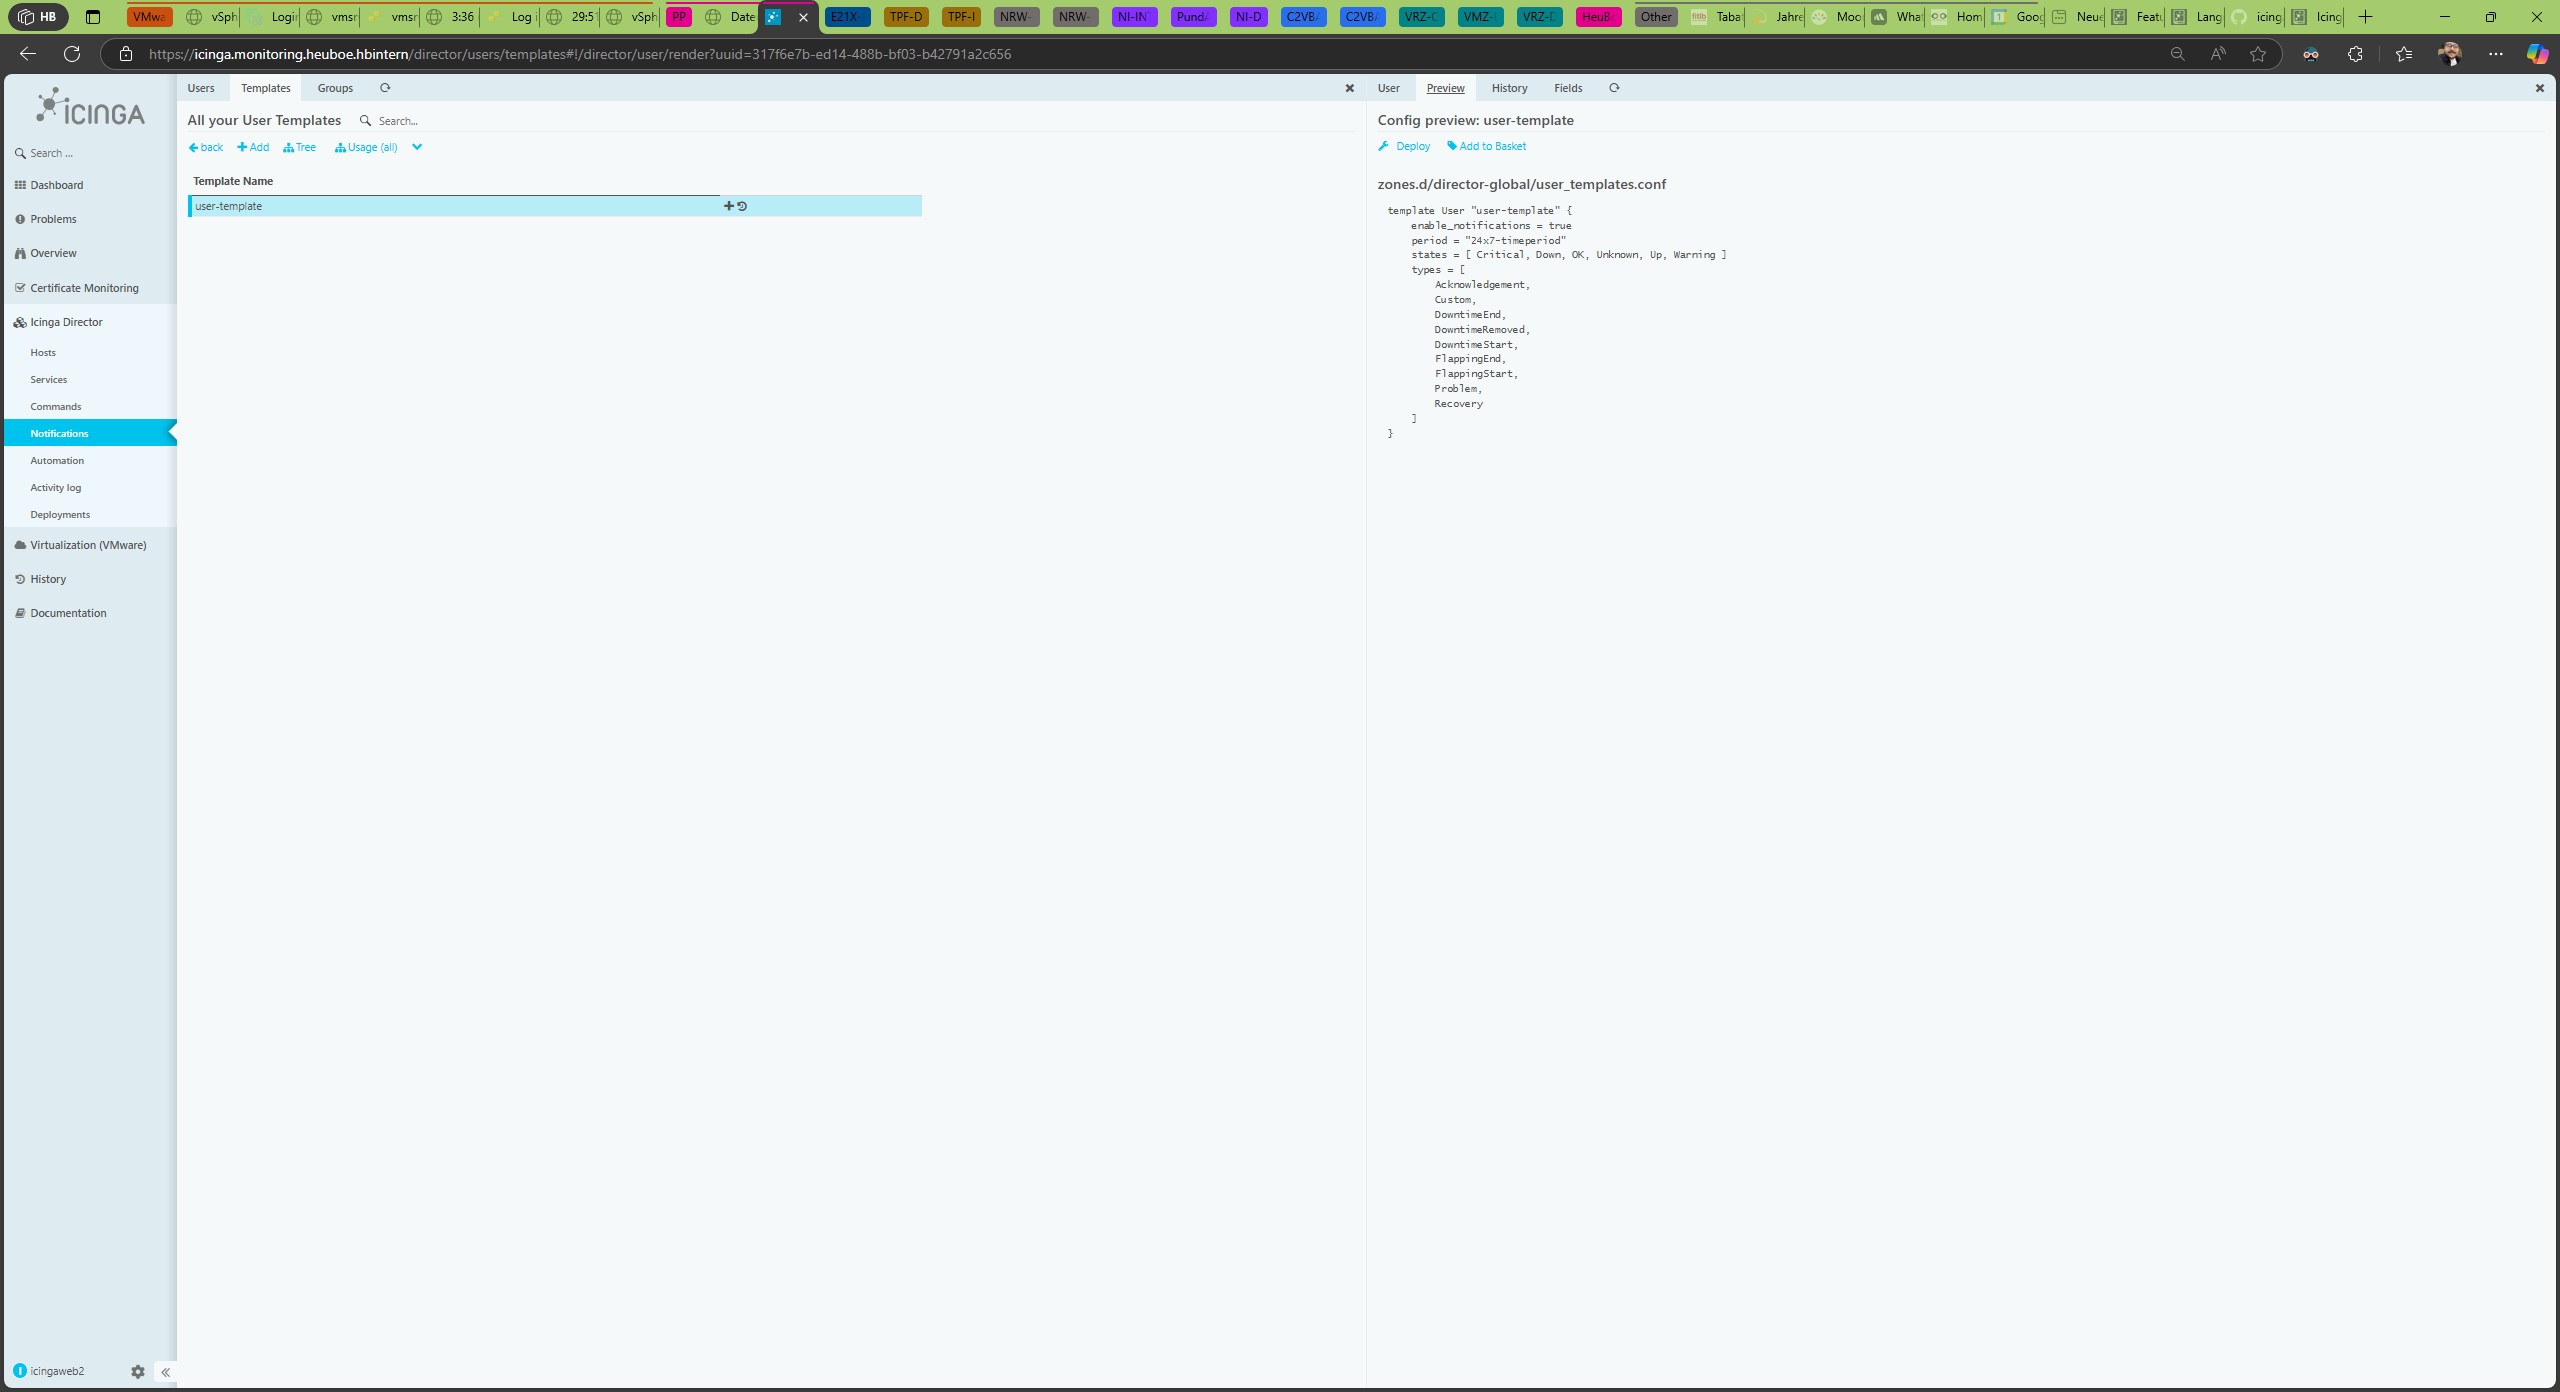 HB
VMwa
vSph
Login
vmsr
vmsr
3:36
Log i
29:51
vSph
PP
Date
E21X-
TPF-D
TPF-I
NRW-
NRW-
NI-IN
Pund
NI-D
C2VB
C2VB
VRZ-C
VMZ-
VRZ-D
HeuB
Other
Taba
Jahre
Moo
Wha
Hom
Goog
Neue
Featu
Lang
icing
Icing
https://icinga.monitoring.heuboe.hbintern/director/users/templates#!/director/user/render?uuid=317f6e7b-ed14-488b-bf03-b42791a2c656
ICINGA
Search ...
Dashboard
Problems
Overview
Certificate Monitoring
Icinga Director
Hosts
Services
Commands
Notifications
Automation
Activity log
Deployments
Virtualization (VMware)
History
Documentation
icingaweb2
Users Templates Groups
All your User Templates Search...
back Add Tree Usage (all)
Template Name
user-template
User Preview History Fields
Config preview: user-template
Deploy Add to Basket
zones.d/director-global/user_templates.conf
template User "user-template" {
enable_notifications = true
period = "24x7-timeperiod"
states = [ Critical, Down, OK, Unknown, Up, Warning ]
types = [
Acknowledgement,
Custom,
DowntimeEnd,
DowntimeRemoved,
DowntimeStart,
FlappingEnd,
FlappingStart,
Problem,
Recovery
]
}